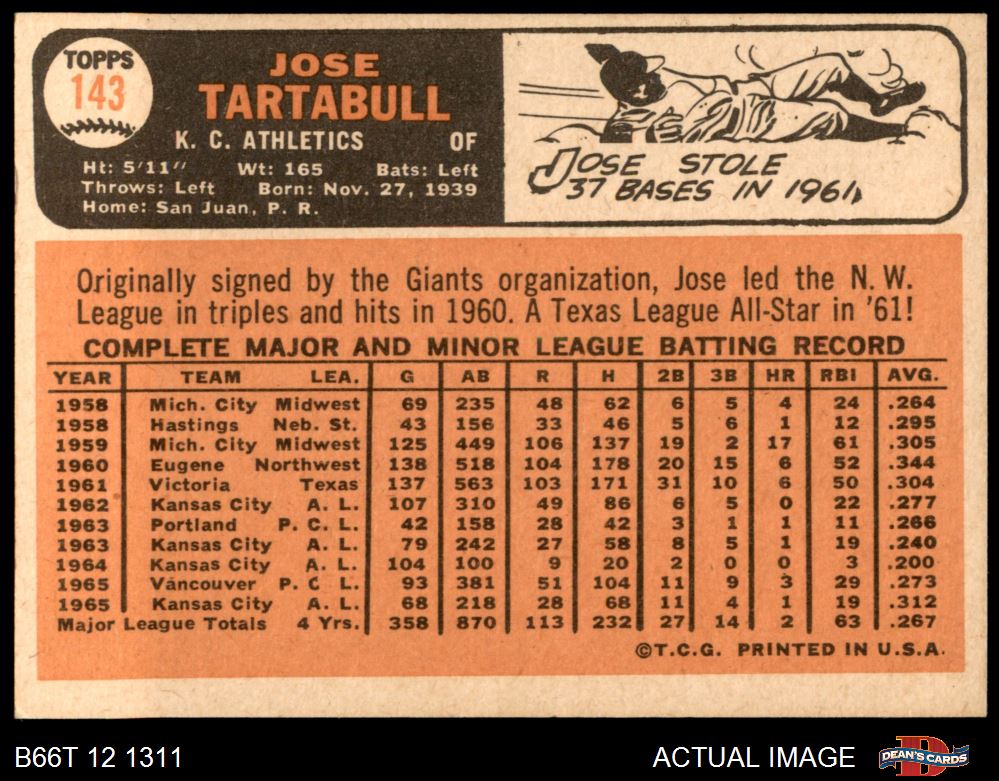 TOPPS
143
JOSE
TARTABULL
K. C. ATHLETICS OF
Ht: 5'11" Wt: 165 Bats: Left
Throws: Left Born: Nov. 27, 1939
Home: San Juan, P. R.
JOSE STOLE
37 BASES IN 1961,
Originally signed by the Giants organization, Jose led the N. W.
League in triples and hits in 1960. A Texas League All-Star in '61!
COMPLETE MAJOR AND MINOR LEAGUE BATTING RECORD
YEAR TEAM LEA. G AB R H 2B 3B HR RBI AVG.
1958 Mich. City Midwest 69 235 48 62 6 5 4 24 .264
1958 Hastings Neb. St. 43 156 33 46 5 6 1 12 .295
1959 Mich. City Midwest 125 449 106 137 19 2 17 61 .305
1960 Eugene Northwest 138 518 104 178 20 15 6 52 .344
1961 Victoria Texas 137 563 103 171 31 10 6 50 .304
1962 Kansas City A. L. 107 310 49 86 6 5 0 22 .277
1963 Portland P. C. L. 42 158 28 42 3 1 1 11 .266
1963 Kansas City A. L. 79 242 27 58 8 5 1 19 .240
1964 Kansas City A. L. 104 100 9 20 2 0 0 3 .200
1965 Vancouver P. C L. 93 381 51 104 11 9 3 29 .273
1965 Kansas City A. L. 68 218 28 68 11 4 1 19 .312
Major League Totals 4 Yrs. 358 870 113 232 27 14 2 63 .267
©T.C.G. PRINTED IN U.S.A.
B66T 12 1311 ACTUAL IMAGE DEAN'S CARDS